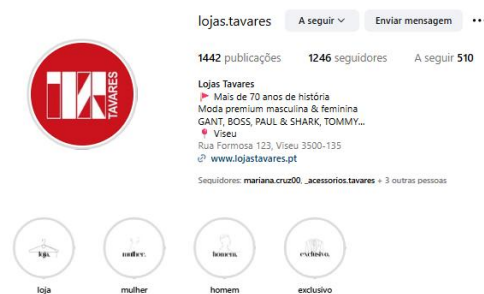 lojas.tavares A seguir Enviar mensagem
1442 publicações 1246 seguidores A seguir 510
TAVARES
Lojas Tavares
🚩 Mais de 70 anos de história
Moda premium masculina & feminina
GANT, BOSS, PAUL & SHARK, TOMMY...
📍 Viseu
Rua Formosa 123, Viseu 3500-135
www.lojastavares.pt
Seguidores: mariana.cruz00, _acessorios.tavares + 3 outras pessoas
loja. mulher. homem. exclusivo.
loja mulher homem exclusivo